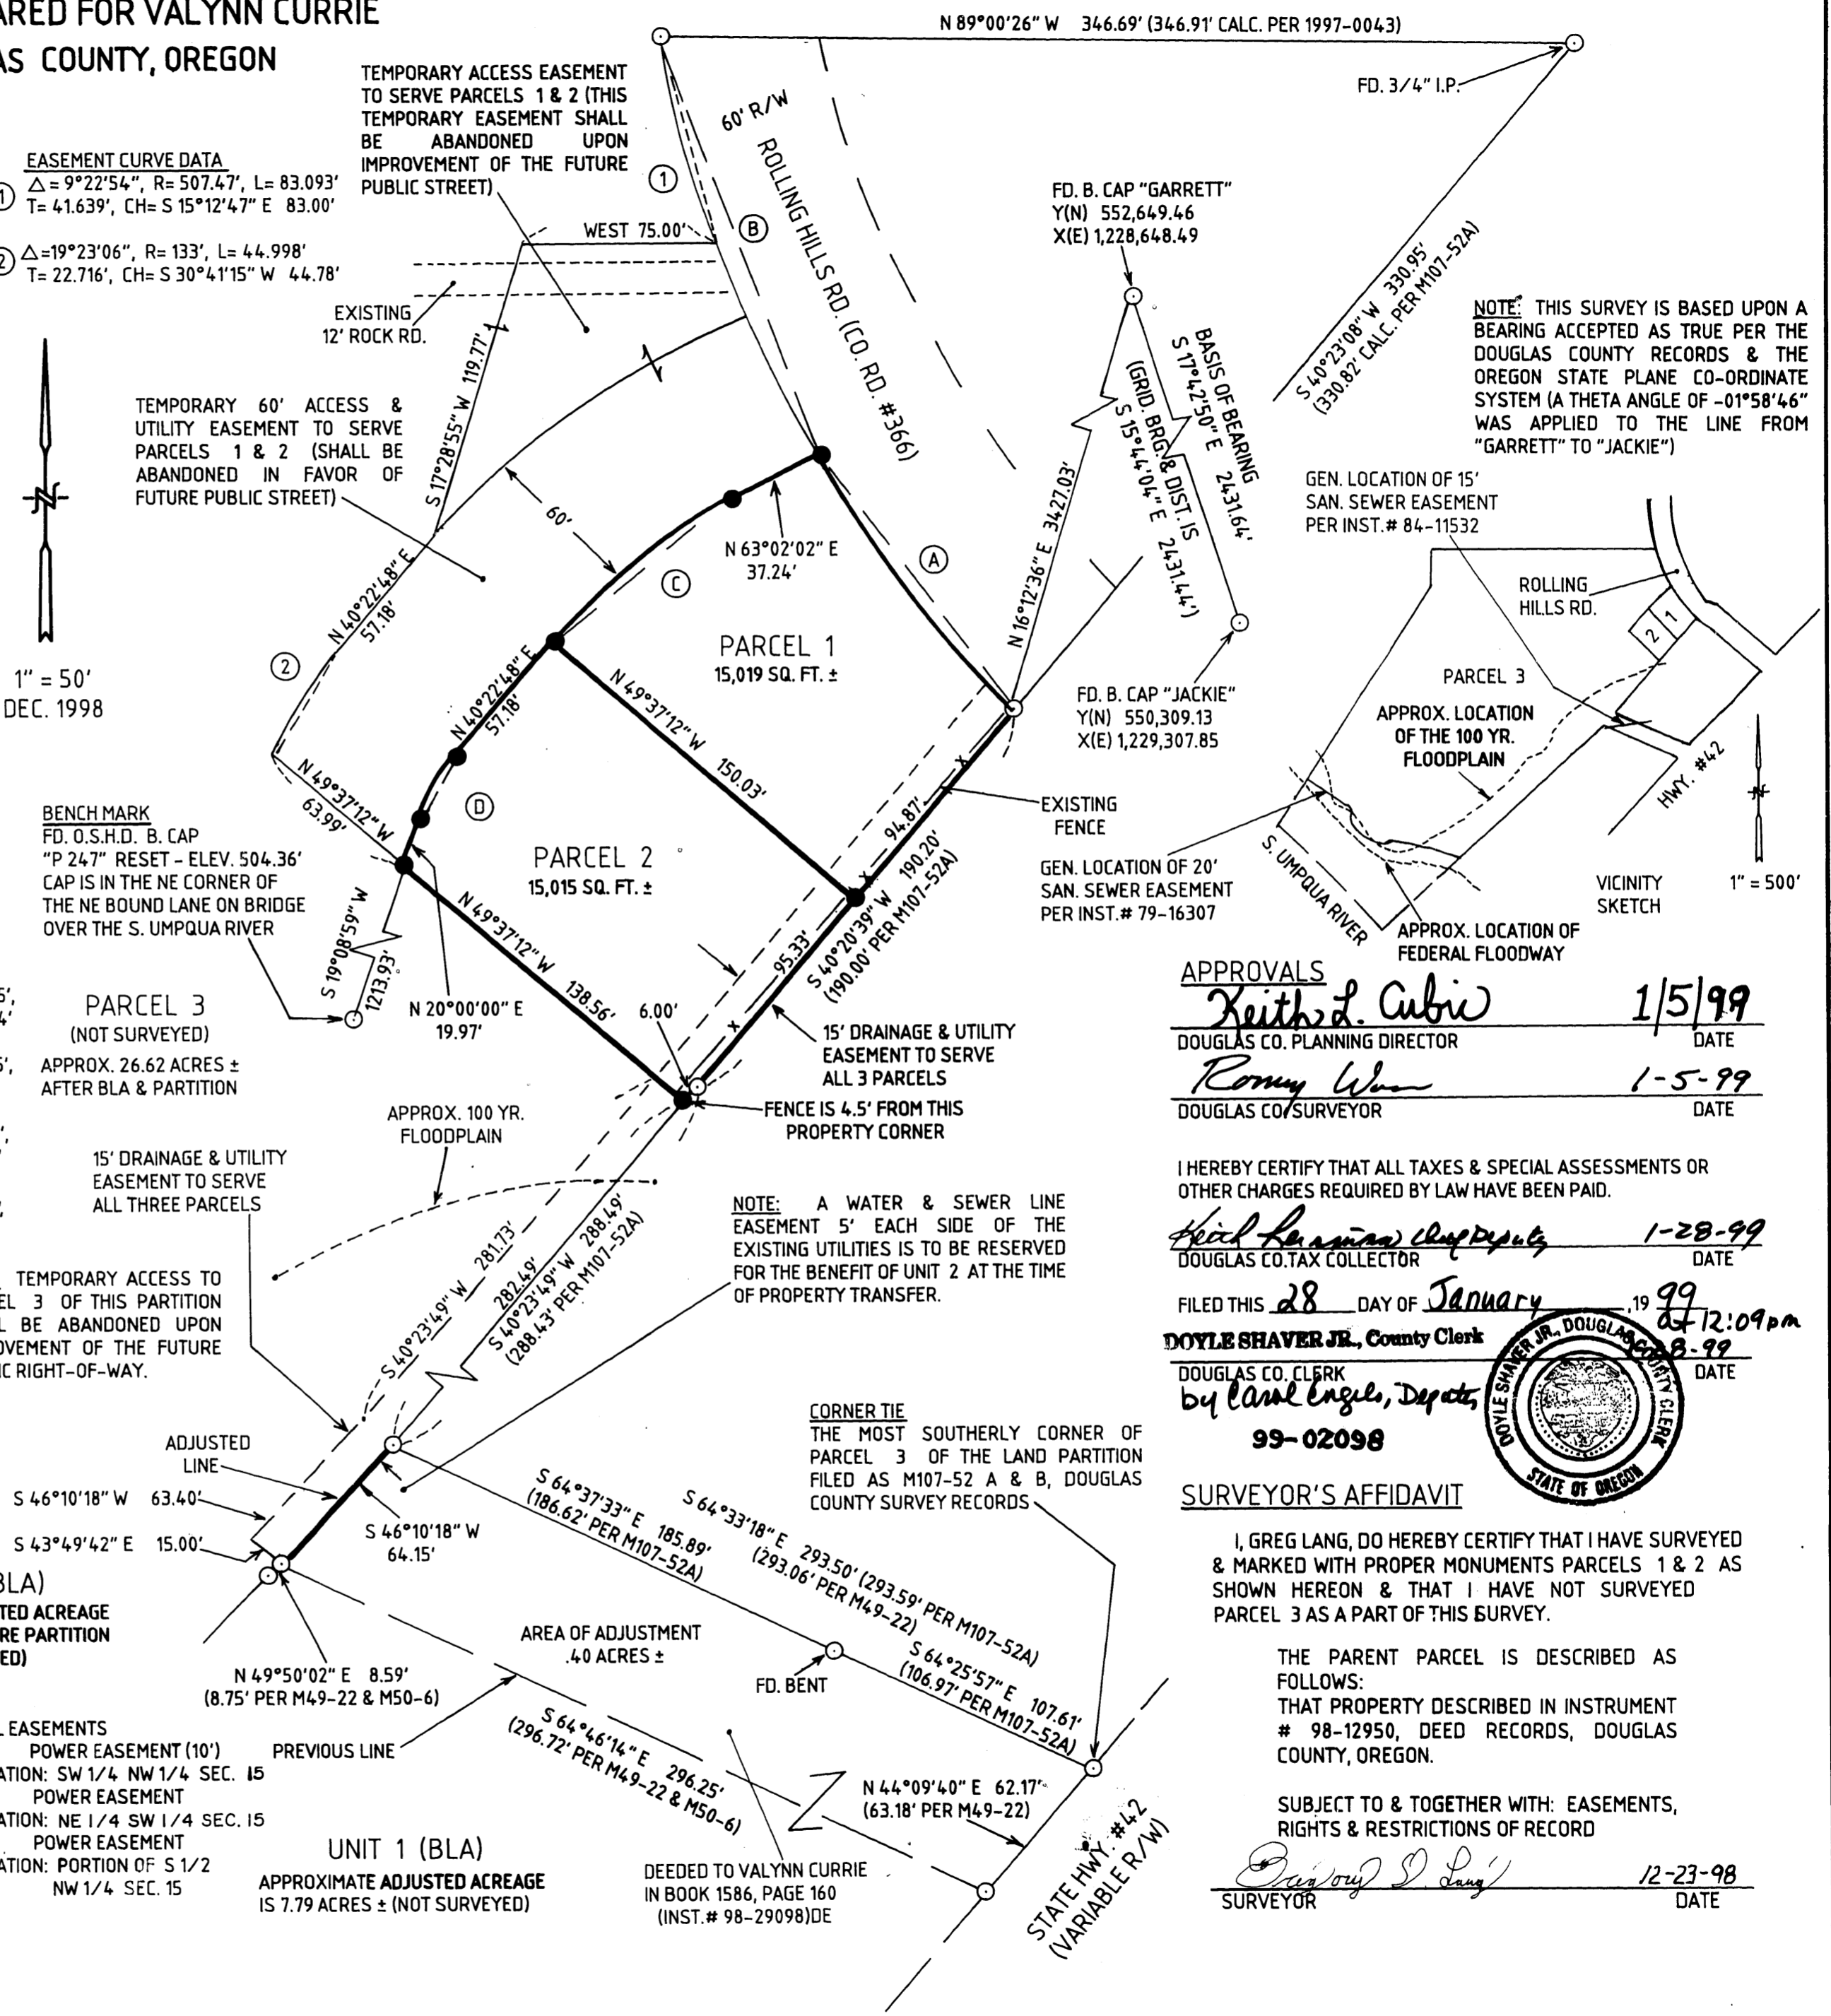 ARED FOR VALYNN CURRIE
AS COUNTY, OREGON
N 89°00'26" W 346.69' (346.91' CALC. PER 1997-0043)
FD. 3/4" I.P.
TEMPORARY ACCESS EASEMENT
TO SERVE PARCELS 1 & 2 (THIS
TEMPORARY EASEMENT SHALL
BE ABANDONED UPON
IMPROVEMENT OF THE FUTURE
PUBLIC STREET)
EASEMENT CURVE DATA
1 Δ = 9°22'54", R= 507.47', L= 83.093'
T= 41.639', CH= S 15°12'47" E 83.00'
2 Δ=19°23'06", R= 133', L= 44.998'
T= 22.716', CH= S 30°41'15" W 44.78'
60' R/W
ROLLING HILLS RD. (CO. RD. #366)
1
B
WEST 75.00'
EXISTING
12' ROCK RD.
S 17°28'55" W 119.77'
FD. B. CAP "GARRETT"
Y(N) 552,649.46
X(E) 1,228,648.49
S 40°23'08" W 330.95'
(330.82' CALC. PER M107-52A)
NOTE: THIS SURVEY IS BASED UPON A
BEARING ACCEPTED AS TRUE PER THE
DOUGLAS COUNTY RECORDS & THE
OREGON STATE PLANE CO-ORDINATE
SYSTEM (A THETA ANGLE OF -01°58'46"
WAS APPLIED TO THE LINE FROM
"GARRETT" TO "JACKIE")
BASIS OF BEARING
S 17°42'50" E 2431.64'
(GRID. BRG. & DIST. IS
S 15°44'04" E 2431.44')
N 16°12'36" E 3427.03'
TEMPORARY 60' ACCESS &
UTILITY EASEMENT TO SERVE
PARCELS 1 & 2 (SHALL BE
ABANDONED IN FAVOR OF
FUTURE PUBLIC STREET)
N
1" = 50'
DEC. 1998
60'
N 63°02'02" E
37.24'
C
A
N 40°22'48" E
57.18'
2
PARCEL 1
15,019 SQ. FT. ±
N 40°22'48" E
57.18'
N 49°37'12" W 150.03'
FD. B. CAP "JACKIE"
Y(N) 550,309.13
X(E) 1,229,307.85
GEN. LOCATION OF 15'
SAN. SEWER EASEMENT
PER INST.# 84-11532
ROLLING
HILLS RD.
2 1
PARCEL 3
APPROX. LOCATION
OF THE 100 YR.
FLOODPLAIN
HWY. #42
N
S. UMPQUA RIVER
VICINITY
SKETCH
1" = 500'
APPROX. LOCATION OF
FEDERAL FLOODWAY
N 49°37'12" W
63.99'
D
PARCEL 2
15,015 SQ. FT. ±
EXISTING
FENCE
94.87'
S 40°20'39" W 190.20'
(190.00' PER M107-52A)
95.33'
GEN. LOCATION OF 20'
SAN. SEWER EASEMENT
PER INST.# 79-16307
BENCH MARK
FD. O.S.H.D. B. CAP
"P 247" RESET - ELEV. 504.36'
CAP IS IN THE NE CORNER OF
THE NE BOUND LANE ON BRIDGE
OVER THE S. UMPQUA RIVER
S 19°08'59" W
1213.93'
N 49°37'12" W 138.56'
N 20°00'00" E
19.97'
6.00'
15' DRAINAGE & UTILITY
EASEMENT TO SERVE
ALL 3 PARCELS
PARCEL 3
(NOT SURVEYED)
APPROX. 26.62 ACRES ±
AFTER BLA & PARTITION
FENCE IS 4.5' FROM THIS
PROPERTY CORNER
APPROX. 100 YR.
FLOODPLAIN
15' DRAINAGE & UTILITY
EASEMENT TO SERVE
ALL THREE PARCELS
NOTE: A WATER & SEWER LINE
EASEMENT 5' EACH SIDE OF THE
EXISTING UTILITIES IS TO BE RESERVED
FOR THE BENEFIT OF UNIT 2 AT THE TIME
OF PROPERTY TRANSFER.
TEMPORARY ACCESS TO
EL 3 OF THIS PARTITION
L BE ABANDONED UPON
OVEMENT OF THE FUTURE
IC RIGHT-OF-WAY.
S 40°23'49" W 281.73'
282.49'
S 40°23'49" W 288.49'
(288.43' PER M107-52A)
ADJUSTED
LINE
S 46°10'18" W 63.40'
S 43°49'42" E 15.00'
S 46°10'18" W
64.15'
BLA)
TED ACREAGE
RE PARTITION
ED)
N 49°50'02" E 8.59'
(8.75' PER M49-22 & M50-6)
CORNER TIE
THE MOST SOUTHERLY CORNER OF
PARCEL 3 OF THE LAND PARTITION
FILED AS M107-52 A & B, DOUGLAS
COUNTY SURVEY RECORDS
S 64°37'33" E 185.89'
(186.62' PER M107-52A)
S 64°33'18" E 293.50' (293.59' PER M107-52A)
(293.06' PER M49-22)
S 64°25'57" E 107.61'
(106.97' PER M107-52A)
AREA OF ADJUSTMENT
.40 ACRES ±
FD. BENT
PREVIOUS LINE
S 64°46'14" E 296.25'
(296.72' PER M49-22 & M50-6)
N 44°09'40" E 62.17'
(63.18' PER M49-22)
STATE HWY. #42
(VARIABLE R/W)
L EASEMENTS
POWER EASEMENT (10')
ATION: SW 1/4 NW 1/4 SEC. 15
POWER EASEMENT
ATION: NE 1/4 SW 1/4 SEC. 15
POWER EASEMENT
ATION: PORTION OF S 1/2
NW 1/4 SEC. 15
UNIT 1 (BLA)
APPROXIMATE ADJUSTED ACREAGE
IS 7.79 ACRES ± (NOT SURVEYED)
DEEDED TO VALYNN CURRIE
IN BOOK 1586, PAGE 160
(INST.# 98-29098)DE
APPROVALS
Keith L. Cubic 1/5/99
DOUGLAS CO. PLANNING DIRECTOR DATE
Romey 1-5-99
DOUGLAS CO. SURVEYOR DATE
I HEREBY CERTIFY THAT ALL TAXES & SPECIAL ASSESSMENTS OR
OTHER CHARGES REQUIRED BY LAW HAVE BEEN PAID.
Chief Deputy 1-28-99
DOUGLAS CO.TAX COLLECTOR DATE
FILED THIS 28 DAY OF January, 19 99
at 12:09pm
DOYLE SHAVER JR., County Clerk 8-99
DOUGLAS CO. CLERK DATE
by Carol Engels, Deputy
99-02098
DOYLE SHAVER JR., DOUGLAS COUNTY CLERK
STATE OF OREGON
SURVEYOR'S AFFIDAVIT
I, GREG LANG, DO HEREBY CERTIFY THAT I HAVE SURVEYED
& MARKED WITH PROPER MONUMENTS PARCELS 1 & 2 AS
SHOWN HEREON & THAT I HAVE NOT SURVEYED
PARCEL 3 AS A PART OF THIS SURVEY.
THE PARENT PARCEL IS DESCRIBED AS
FOLLOWS:
THAT PROPERTY DESCRIBED IN INSTRUMENT
# 98-12950, DEED RECORDS, DOUGLAS
COUNTY, OREGON.
SUBJECT TO & TOGETHER WITH: EASEMENTS,
RIGHTS & RESTRICTIONS OF RECORD
Gregory D. Lang 12-23-98
SURVEYOR DATE